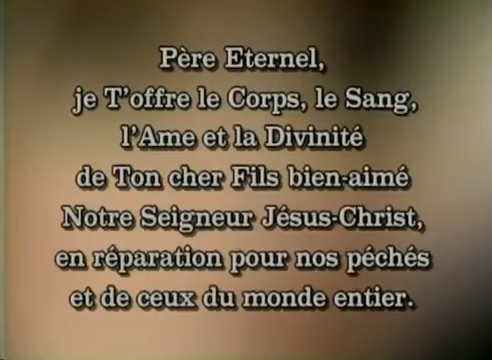 Père Eternel,
je T'offre le Corps, le Sang,
l'Ame et la Divinité
de Ton cher Fils bien-aimé
Notre Seigneur Jésus-Christ,
en réparation pour nos péchés
et de ceux du monde entier.